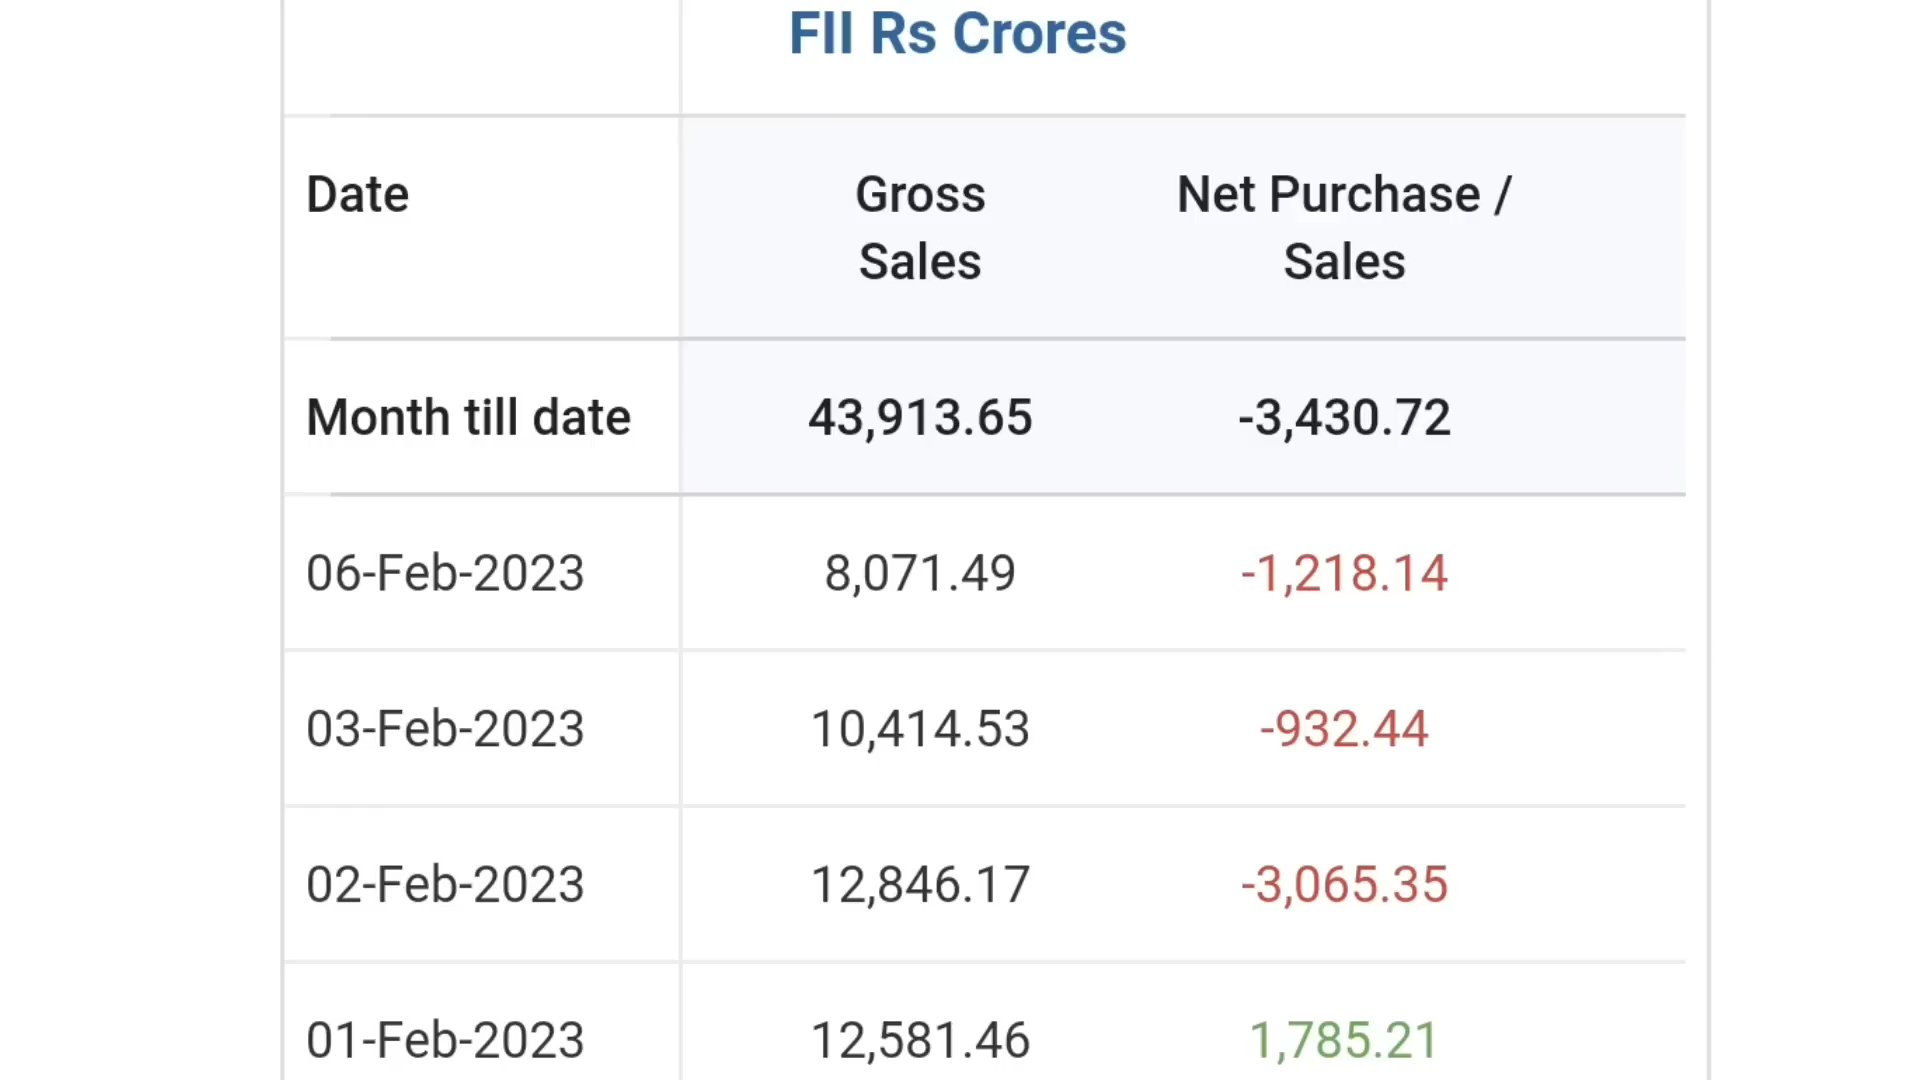 FII Rs Crores
Date Gross Net Purchase /
Sales Sales
Month till date 43,913.65 -3,430.72
06-Feb-2023 8,071.49 -1,218.14
03-Feb-2023 10,414.53 -932.44
02-Feb-2023 12,846.17 -3,065.35
01-Feb-2023 12,581.46 1,785.21